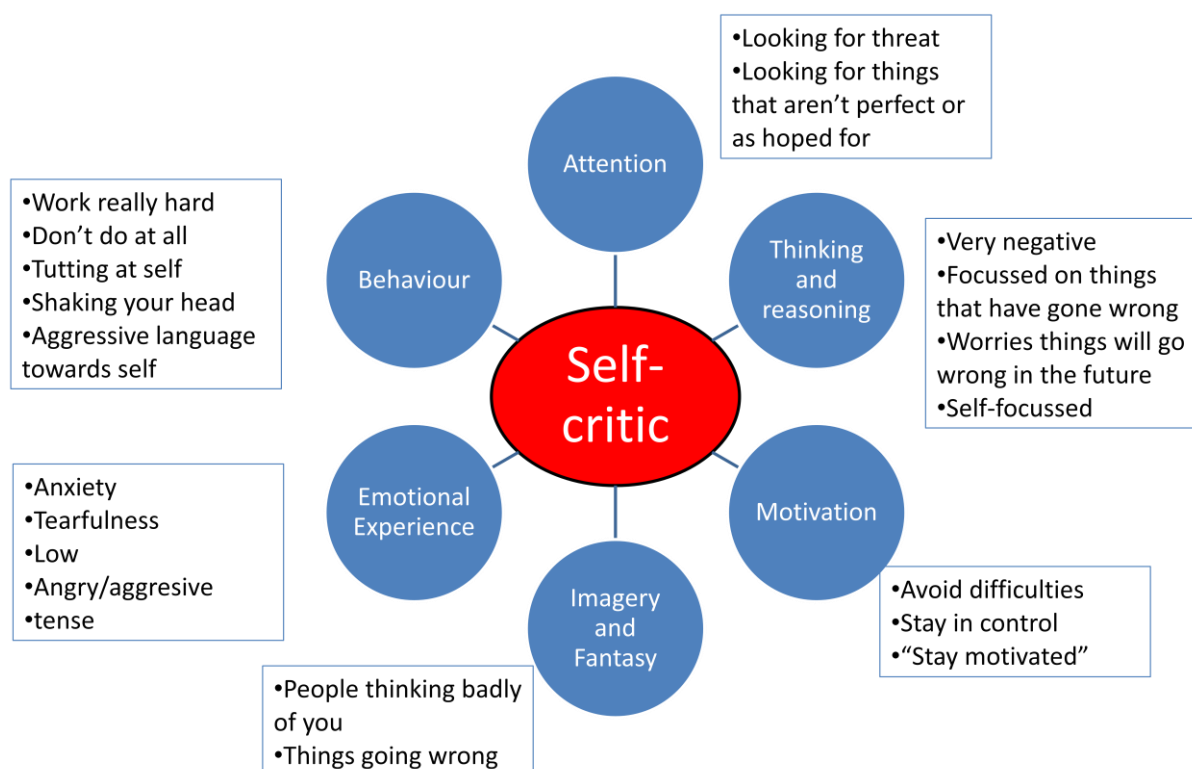 •Looking for threat
•Looking for things
that aren't perfect or
as hoped for
Attention
•Work really hard
•Don't do at all
•Tutting at self
•Shaking your head
•Aggressive language
towards self
Behaviour
Thinking
and
reasoning
•Very negative
•Focussed on things
that have gone wrong
•Worries things will go
wrong in the future
•Self-focussed
Self-
critic
•Anxiety
•Tearfulness
•Low
•Angry/aggresive
•tense
Emotional
Experience
Motivation
•Avoid difficulties
•Stay in control
•“Stay motivated”
Imagery
and
Fantasy
•People thinking badly
of you
•Things going wrong